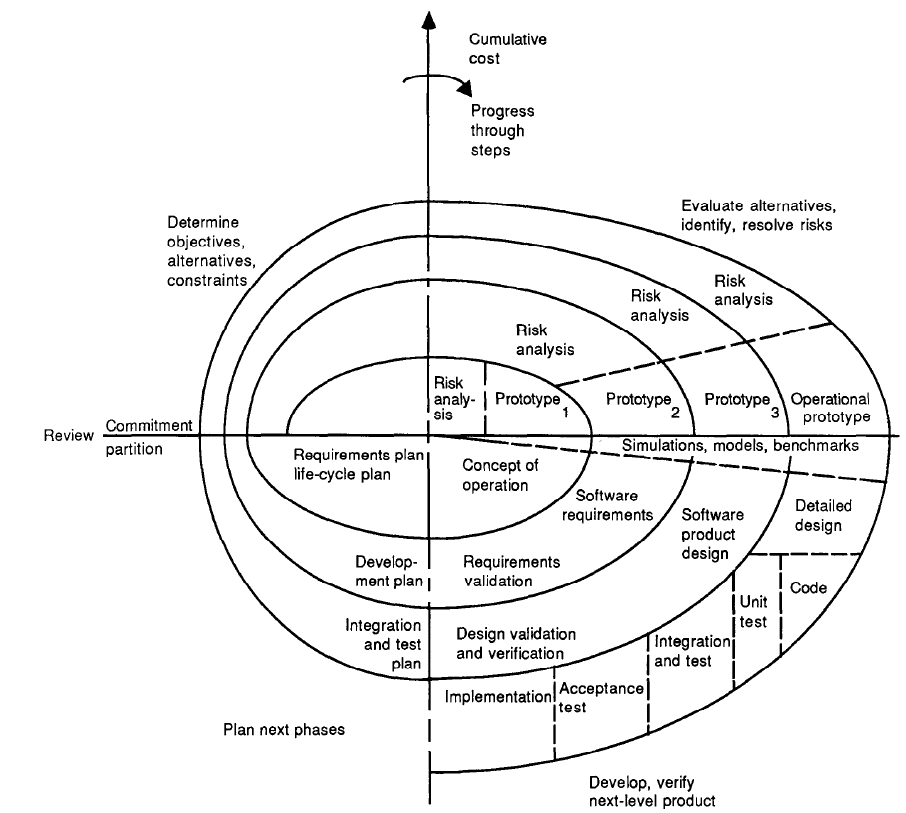 Cumulative
cost
Progress
through
steps
Evaluate alternatives,
identify, resolve risks
Determine
objectives,
alternatives,
constraints
Risk
analysis
Risk
analysis
Risk
analysis
Risk
analy-
sis
Prototype 1
Prototype 2
Prototype 3
Operational
prototype
Review
Commitment
partition
Simulations, models, benchmarks
Requirements plan
life-cycle plan
Concept of
operation
Software
requirements
Software
product
design
Detailed
design
Develop-
ment plan
Requirements
validation
Code
Unit
test
Integration
and test
plan
Design validation
and verification
Integration
and test
Acceptance
test
Implementation
Plan next phases
Develop, verify
next-level product